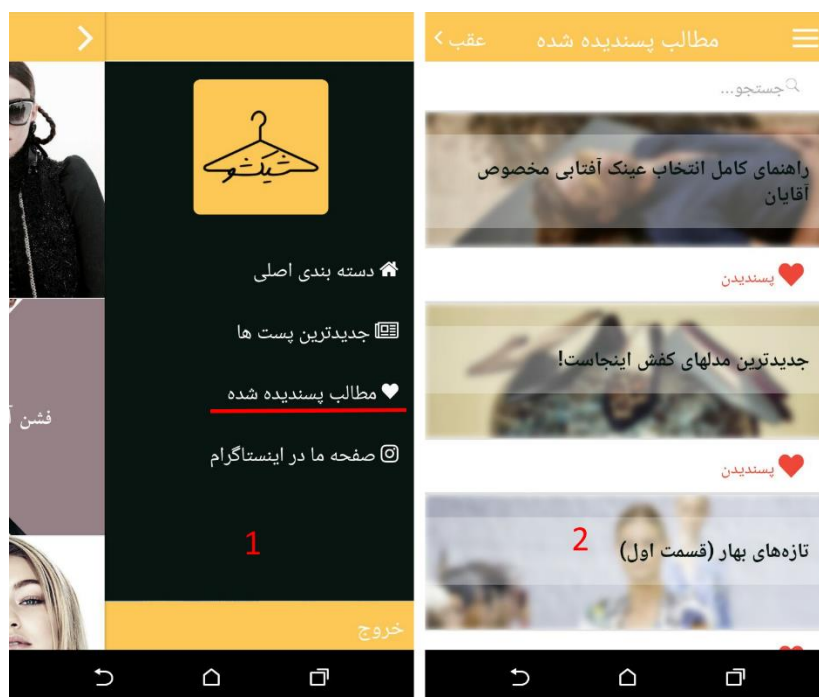 شیکشو
دسته بندی اصلی
جدیدترین پست ها
مطالب پسندیده شده
صفحه ما در اینستاگرام
1
خروج
فشن
مطالب پسندیده شده
عقب
جستجو...
راهنمای کامل انتخاب عینک آفتابی مخصوص
آقایان
پسندیدن
جدیدترین مدلهای کفش اینجاست!
پسندیدن
تازه‌های بهار (قسمت اول)
2